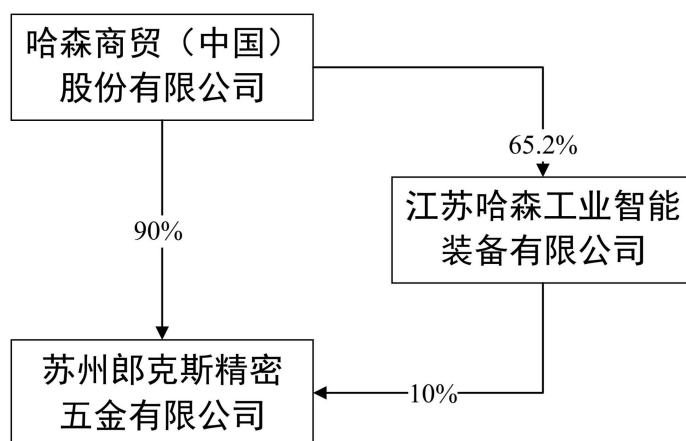 哈森商贸（中国）
股份有限公司
65.2%
江苏哈森工业智能
装备有限公司
90%
苏州郎克斯精密
五金有限公司
10%